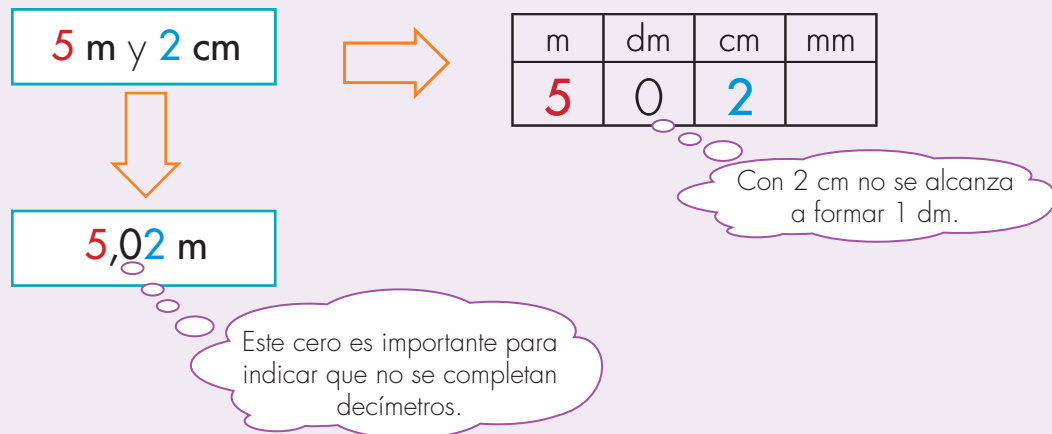 5 m y 2 cm
m dm cm mm
5 0 2
Con 2 cm no se alcanza
a formar 1 dm.
5,02 m
Este cero es importante para
indicar que no se completan
decímetros.